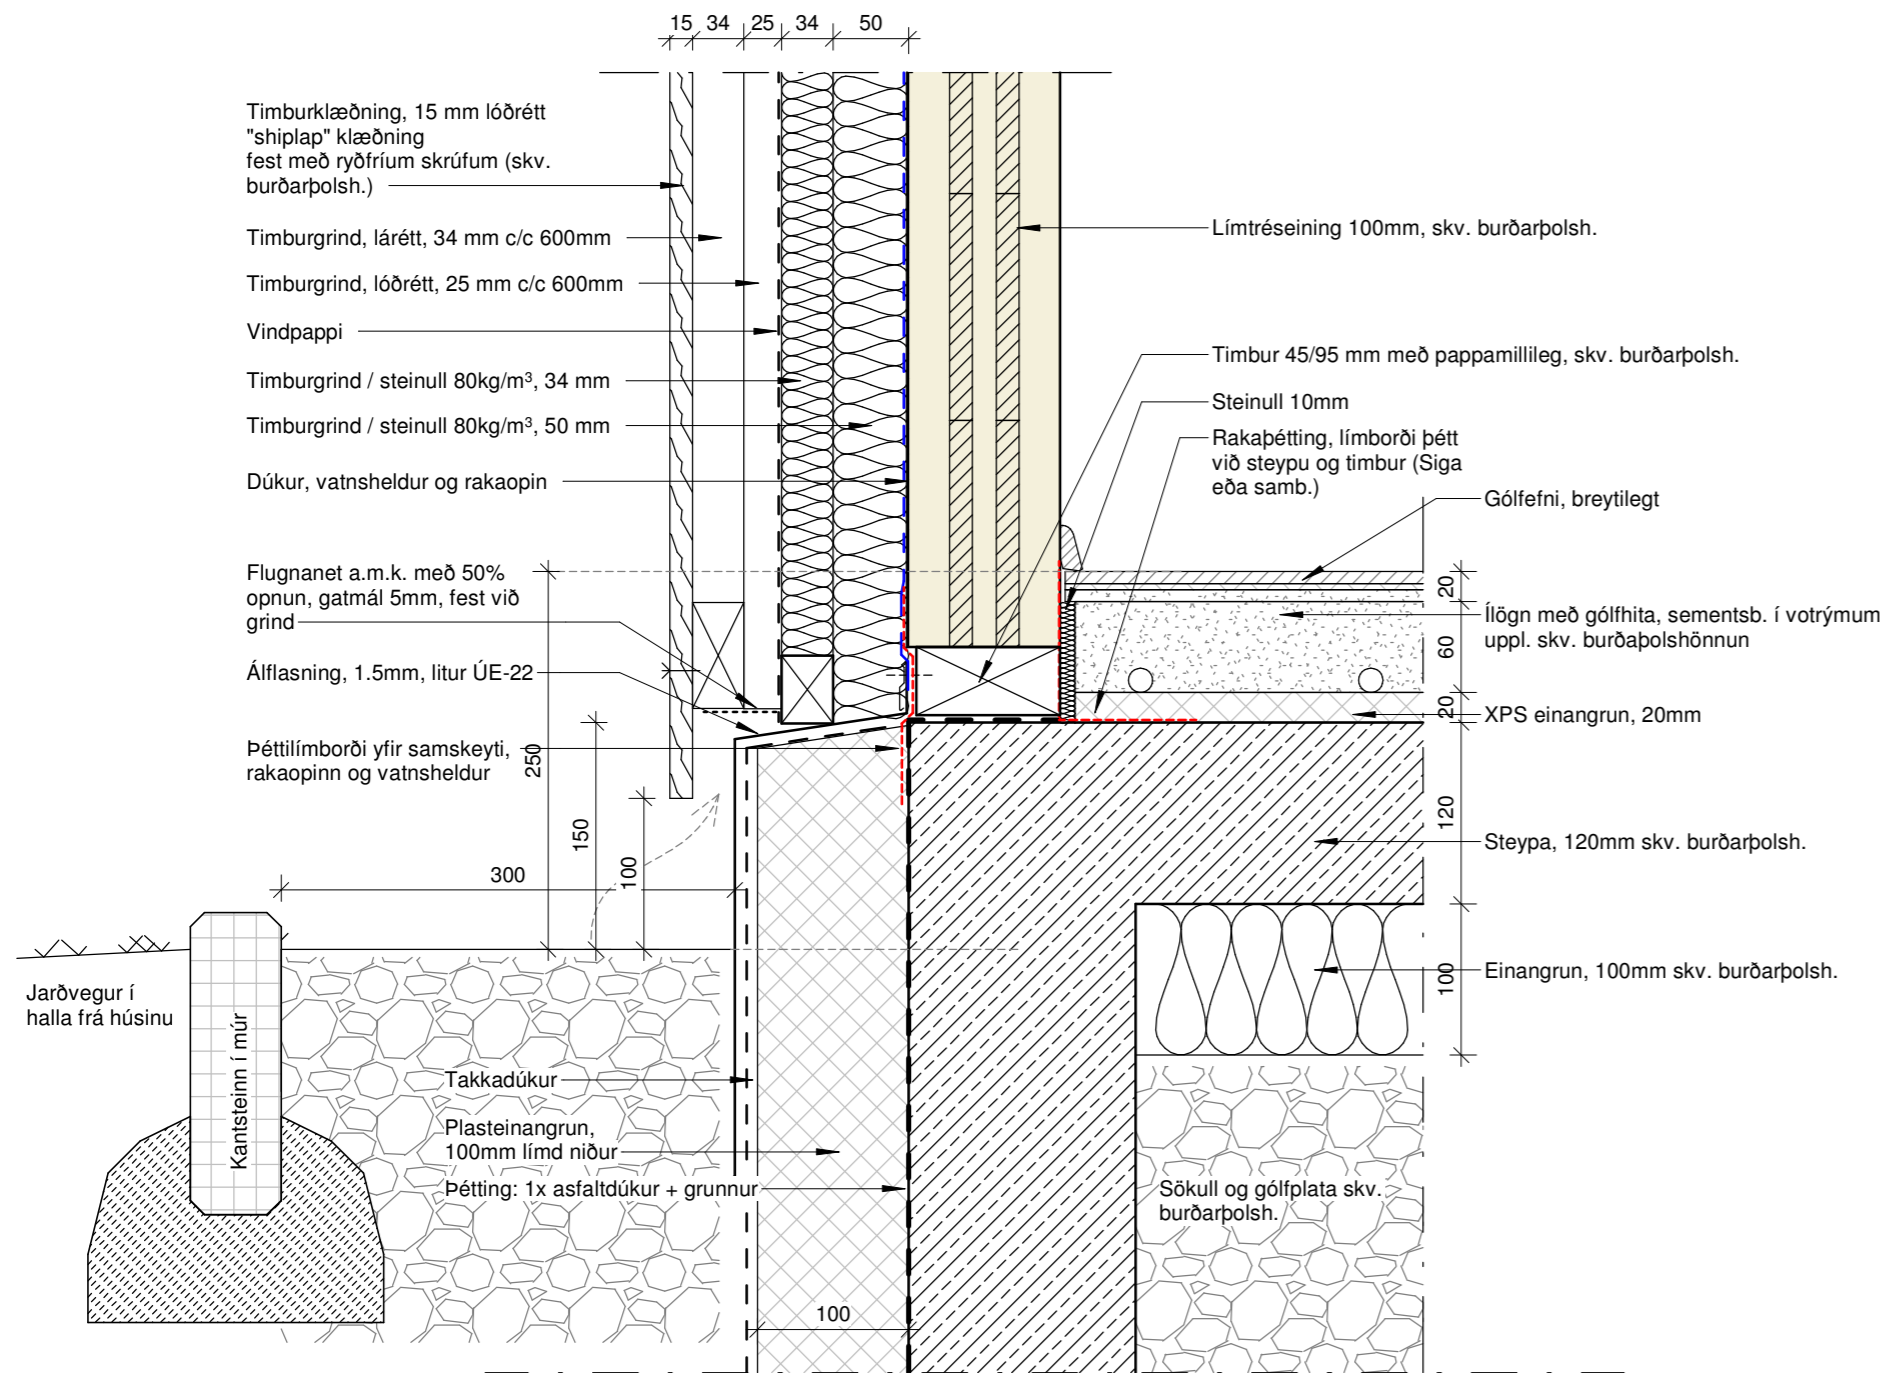 15 34 25 34 50
Timburklæðning, 15 mm lóðrétt
"shiplap" klæðning
fest með ryðfríum skrúfum (skv.
burðarþolsh.)
Timburgrind, lárétt, 34 mm c/c 600mm
Timburgrind, lóðrétt, 25 mm c/c 600mm
Vindpappi
Timburgrind / steinull 80kg/m³, 34 mm
Timburgrind / steinull 80kg/m³, 50 mm
Dúkur, vatnsheldur og rakaopin
Flugnanet a.m.k. með 50%
opnun, gatmál 5mm, fest við
grind
Álflasning, 1.5mm, litur ÚE-22
Þéttilímborði yfir samskeyti,
rakaopinn og vatnsheldur
250
150
100
300
Límtréseining 100mm, skv. burðarþolsh.
Timbur 45/95 mm með pappamillileg, skv. burðarþolsh.
Steinull 10mm
Rakaþétting, límborði þétt
við steypu og timbur (Siga
eða samb.)
Gólfefni, breytilegt
20
Ílögn með gólfhita, sementsb. í votrýmum
uppl. skv. burðaþolshönnun
60
20
XPS einangrun, 20mm
120
Steypa, 120mm skv. burðarþolsh.
100
Einangrun, 100mm skv. burðarþolsh.
Jarðvegur í
halla frá húsinu
Kantsteinn í múr
Takkadúkur
Plasteinangrun,
100mm límd niður
Þétting: 1x asfaltdúkur + grunnur
Sökull og gólfplata skv.
burðarþolsh.
100